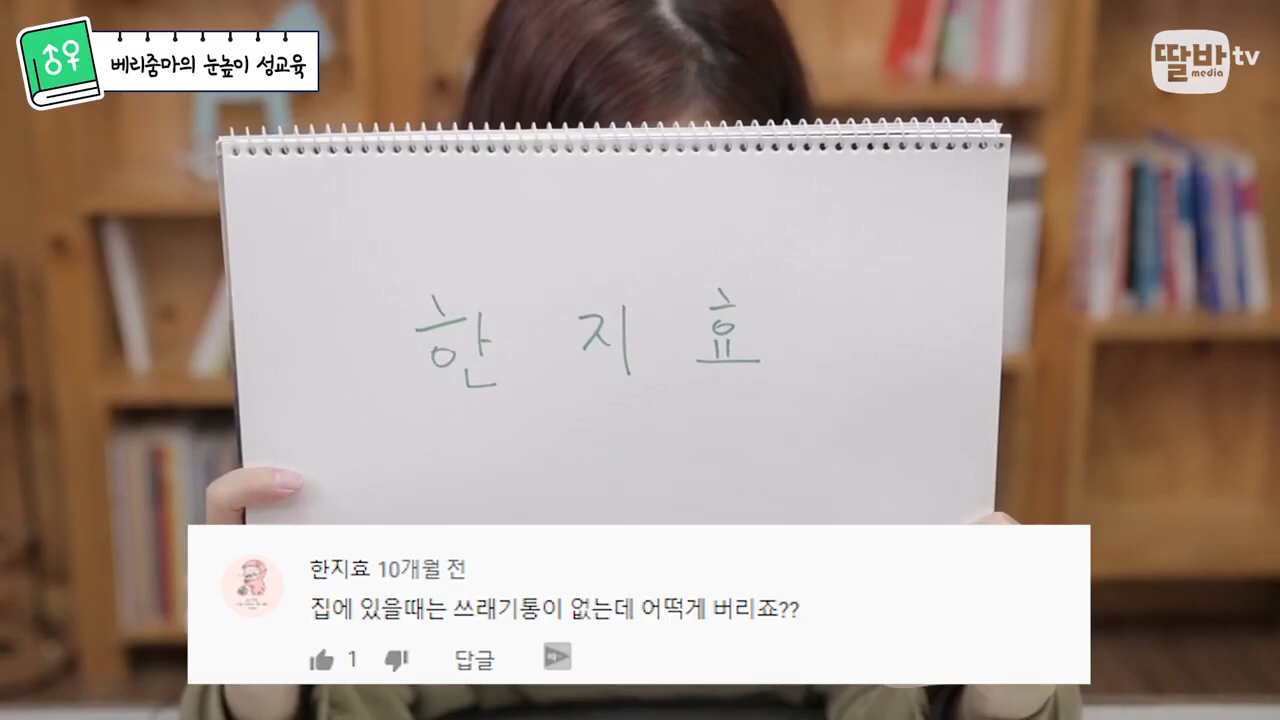 베리줌마의 눈높이 성교육
딸바 tv
media
한 지 효
한지효 10개월 전
집에 있을때는 쓰래기통이 없는데 어떡게 버리죠??
1 답글